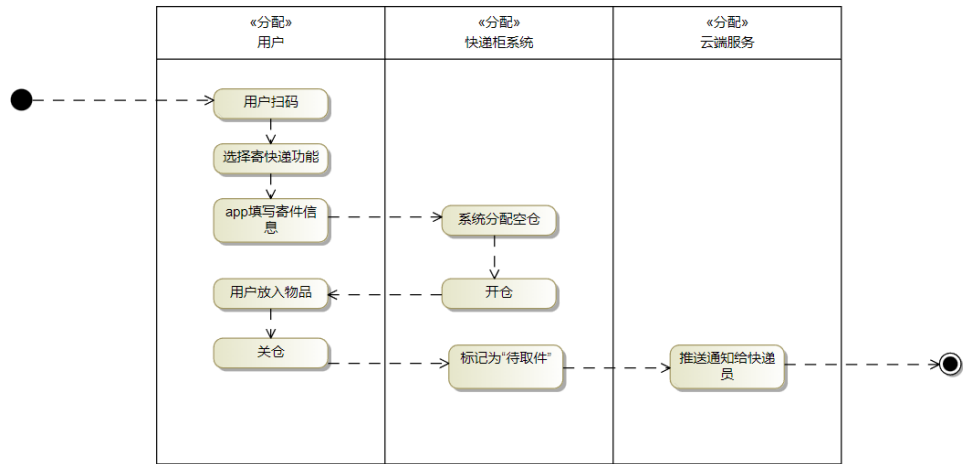 «分配»
用户
«分配»
快递柜系统
«分配»
云端服务
用户扫码
选择寄快递功能
app填写寄件信
息
系统分配空仓
用户放入物品
开仓
关仓
标记为“待取件”
推送通知给快递
员